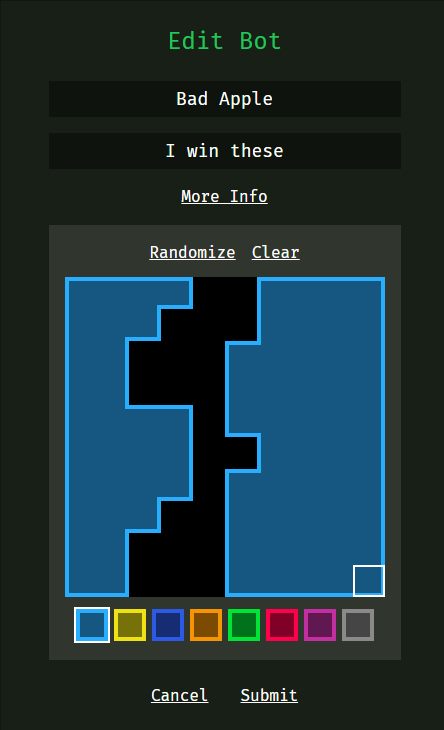 Edit Bot
Bad Apple
I win these
More Info
Randomize Clear
Cancel Submit